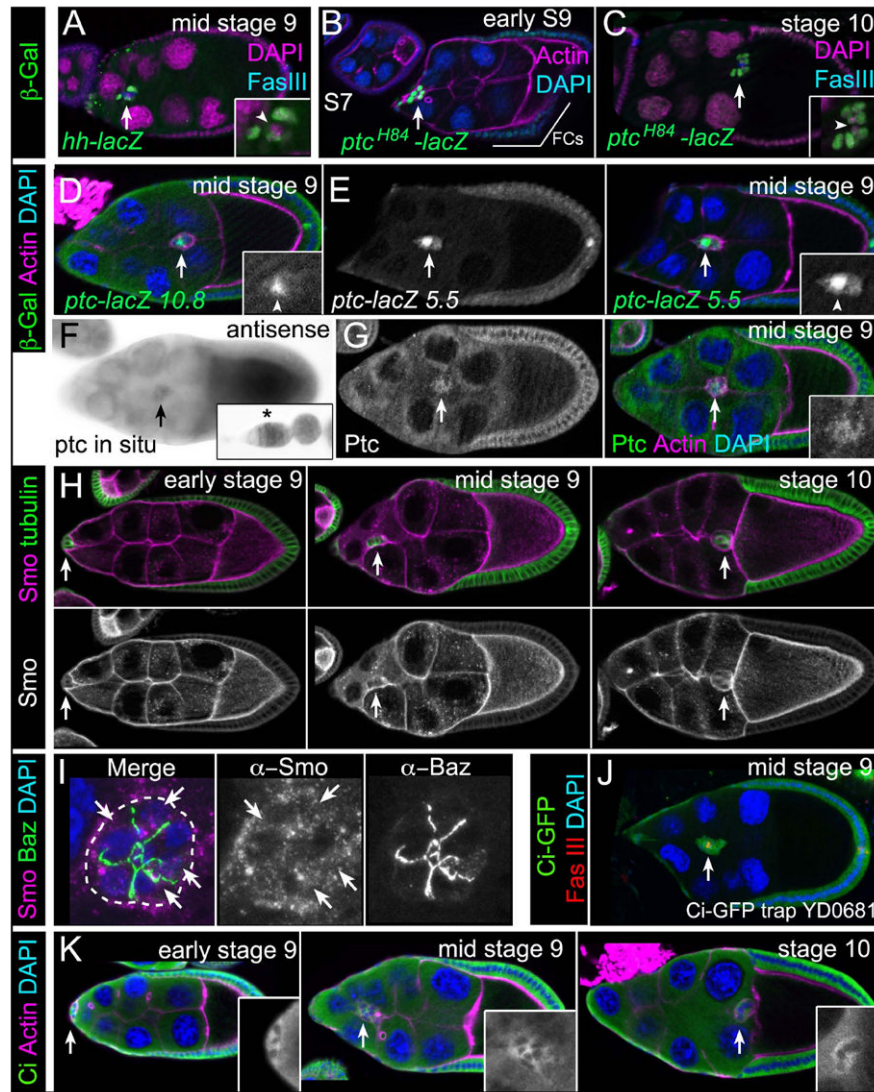 β-Gal
A
mid stage 9
DAPI
FasIII
hh-lacZ
B
early S9
Actin
DAPI
S7
ptc H84 -lacZ
FCs
C
stage 10
DAPI
FasIII
ptc H84 -lacZ
β-Gal Actin DAPI
D
mid stage 9
ptc-lacZ 10.8
E
ptc-lacZ 5.5
mid stage 9
ptc-lacZ 5.5
F
antisense
*
ptc in situ
G
Ptc
mid stage 9
Ptc Actin DAPI
Smo tubulin
H
early stage 9
mid stage 9
stage 10
Smo
Smo Baz DAPI
I
Merge
α-Smo
α-Baz
Ci-GFP
Fas III DAPI
J
mid stage 9
Ci-GFP trap YD0681
Ci Actin DAPI
K
early stage 9
mid stage 9
stage 10